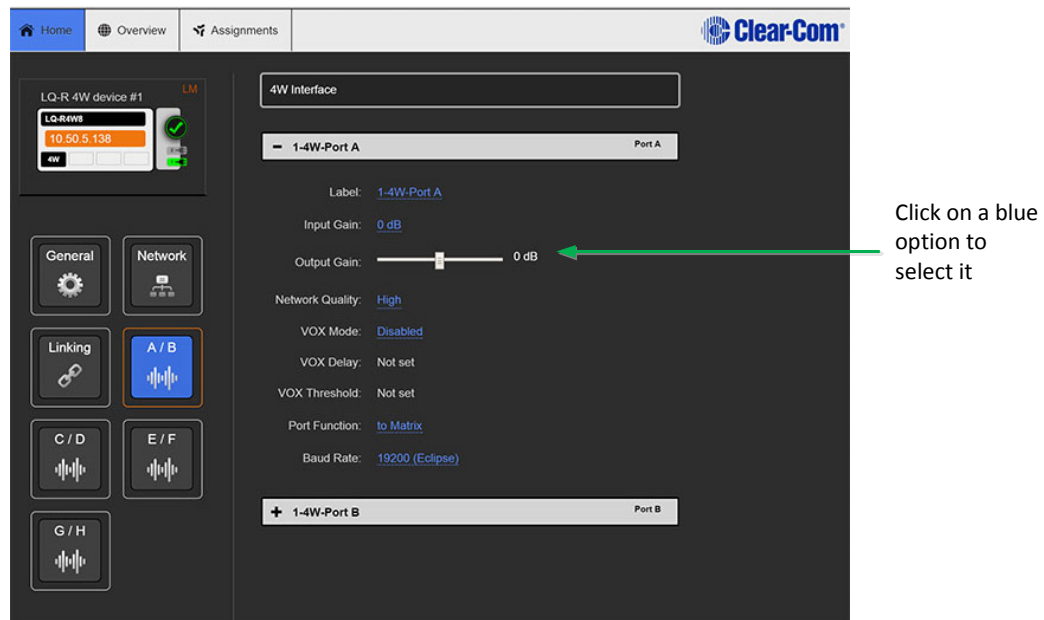 Home
Overview
Assignments
Clear-Com
LQ-R 4W device #1
LM
LQ-R4W8
10.50.5.138
4W
General
Network
Linking
A / B
C / D
E / F
G / H
4W Interface
1-4W-Port A
Port A
Label: 1-4W-Port A
Input Gain: 0 dB
Output Gain: 0 dB
Network Quality: High
VOX Mode: Disabled
VOX Delay: Not set
VOX Threshold: Not set
Port Function: to Matrix
Baud Rate: 19200 (Eclipse)
1-4W-Port B
Port B
Click on a blue
option to
select it